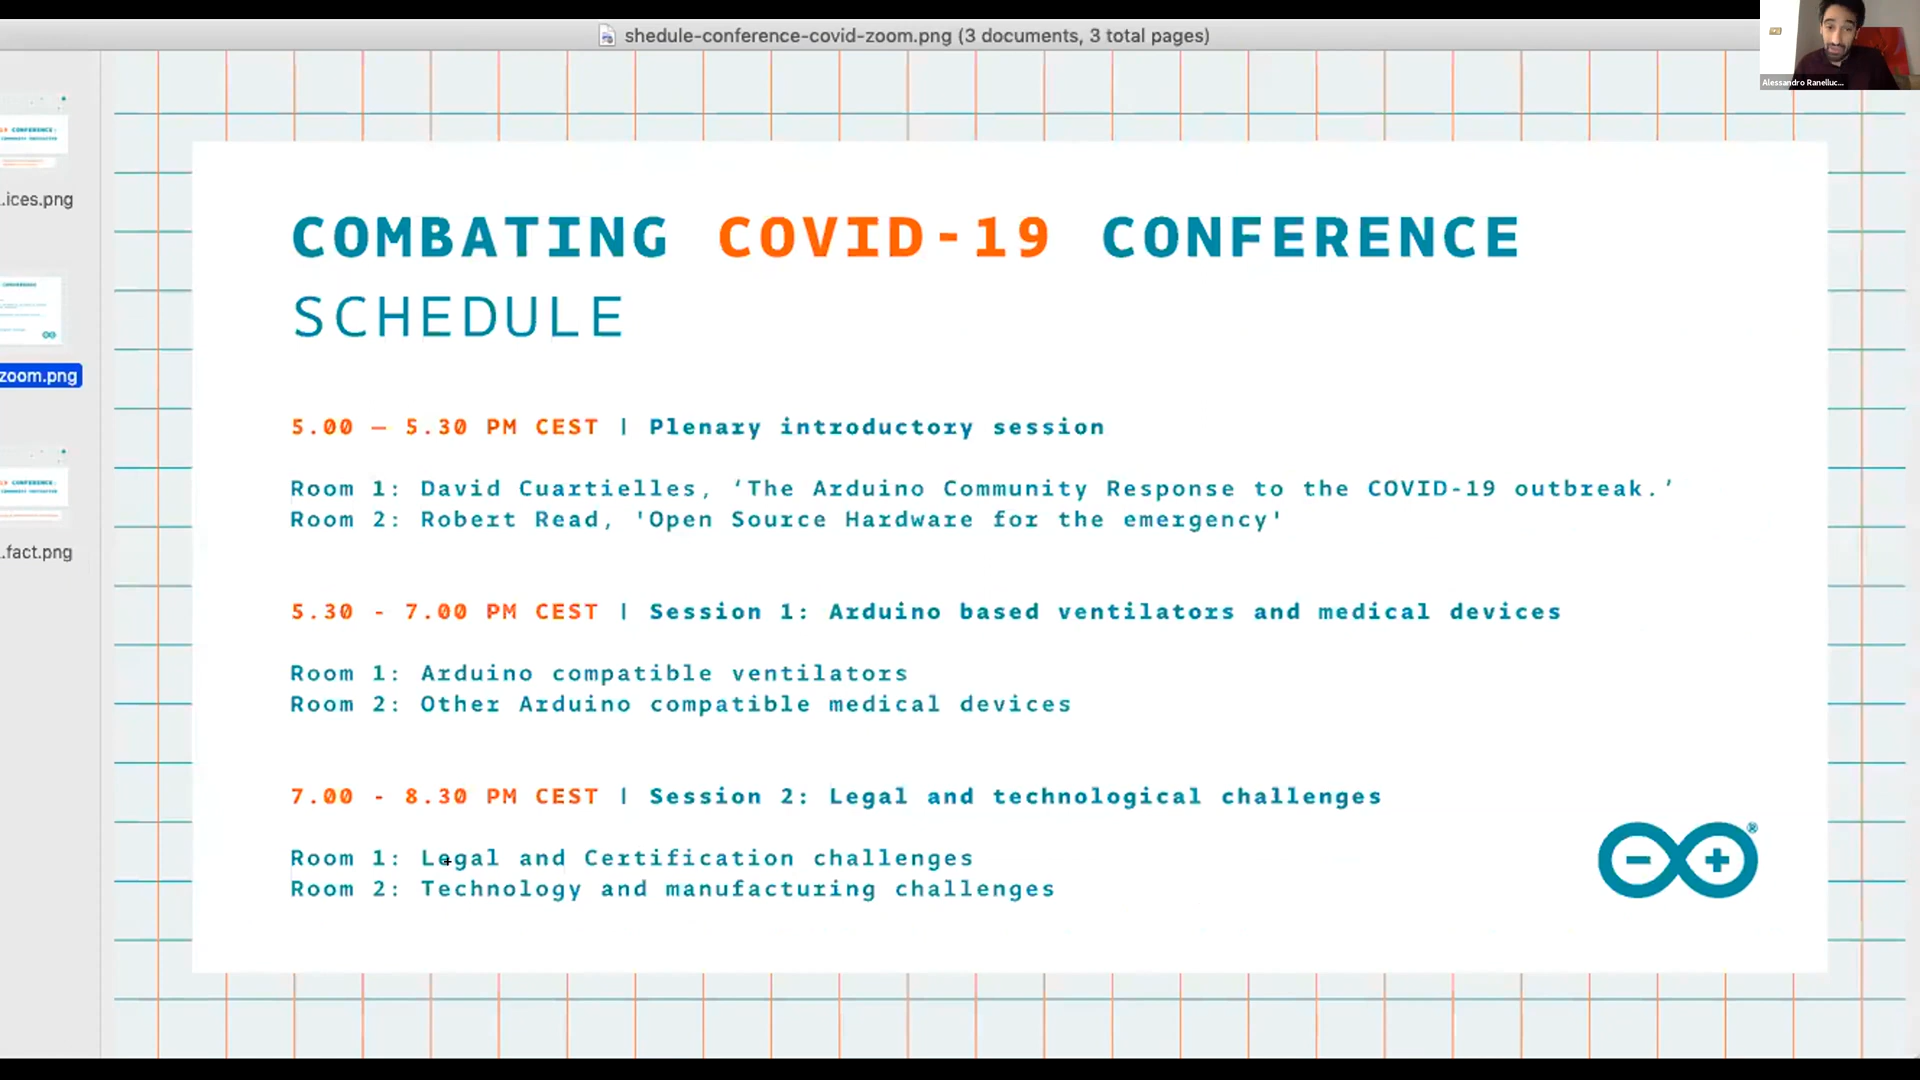 shedule-conference-covid-zoom.png (3 documents, 3 total pages)
Alessandro Ranelluc...
...ices.png
zoom.png
...fact.png
COMBATING COVID-19 CONFERENCE
SCHEDULE
5.00 – 5.30 PM CEST | Plenary introductory session
Room 1: David Cuartielles, ‘The Arduino Community Response to the COVID-19 outbreak.’
Room 2: Robert Read, 'Open Source Hardware for the emergency'
5.30 - 7.00 PM CEST | Session 1: Arduino based ventilators and medical devices
Room 1: Arduino compatible ventilators
Room 2: Other Arduino compatible medical devices
7.00 - 8.30 PM CEST | Session 2: Legal and technological challenges
Room 1: Legal and Certification challenges
Room 2: Technology and manufacturing challenges